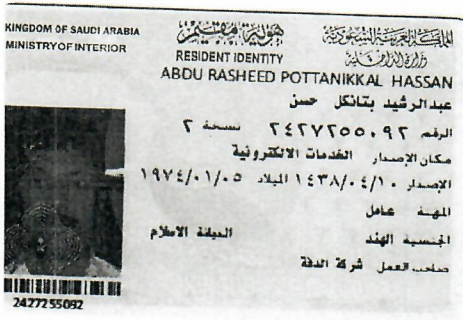 KINGDOM OF SAUDI ARABIA
MINISTRY OF INTERIOR
المملكة العربية السعودية
وزارة الداخلية
هوية مقيم
RESIDENT IDENTITY
ABDU RASHEED POTTANIKKAL HASSAN
عبدالرشيد بتانكل حسن
الرقم ٢٤٢٧٢٥٥٠٩٢ نسخة ٢
مكان الإصدار الخدمات الالكترونية
الإصدار ١٤٣٨/٠٤/١٠ الميلاد ١٩٧٤/٠١/٠٥
المهنة عامل
الجنسية الهند الديانة الاسلام
صاحب العمل شركة الدقة
2427255092